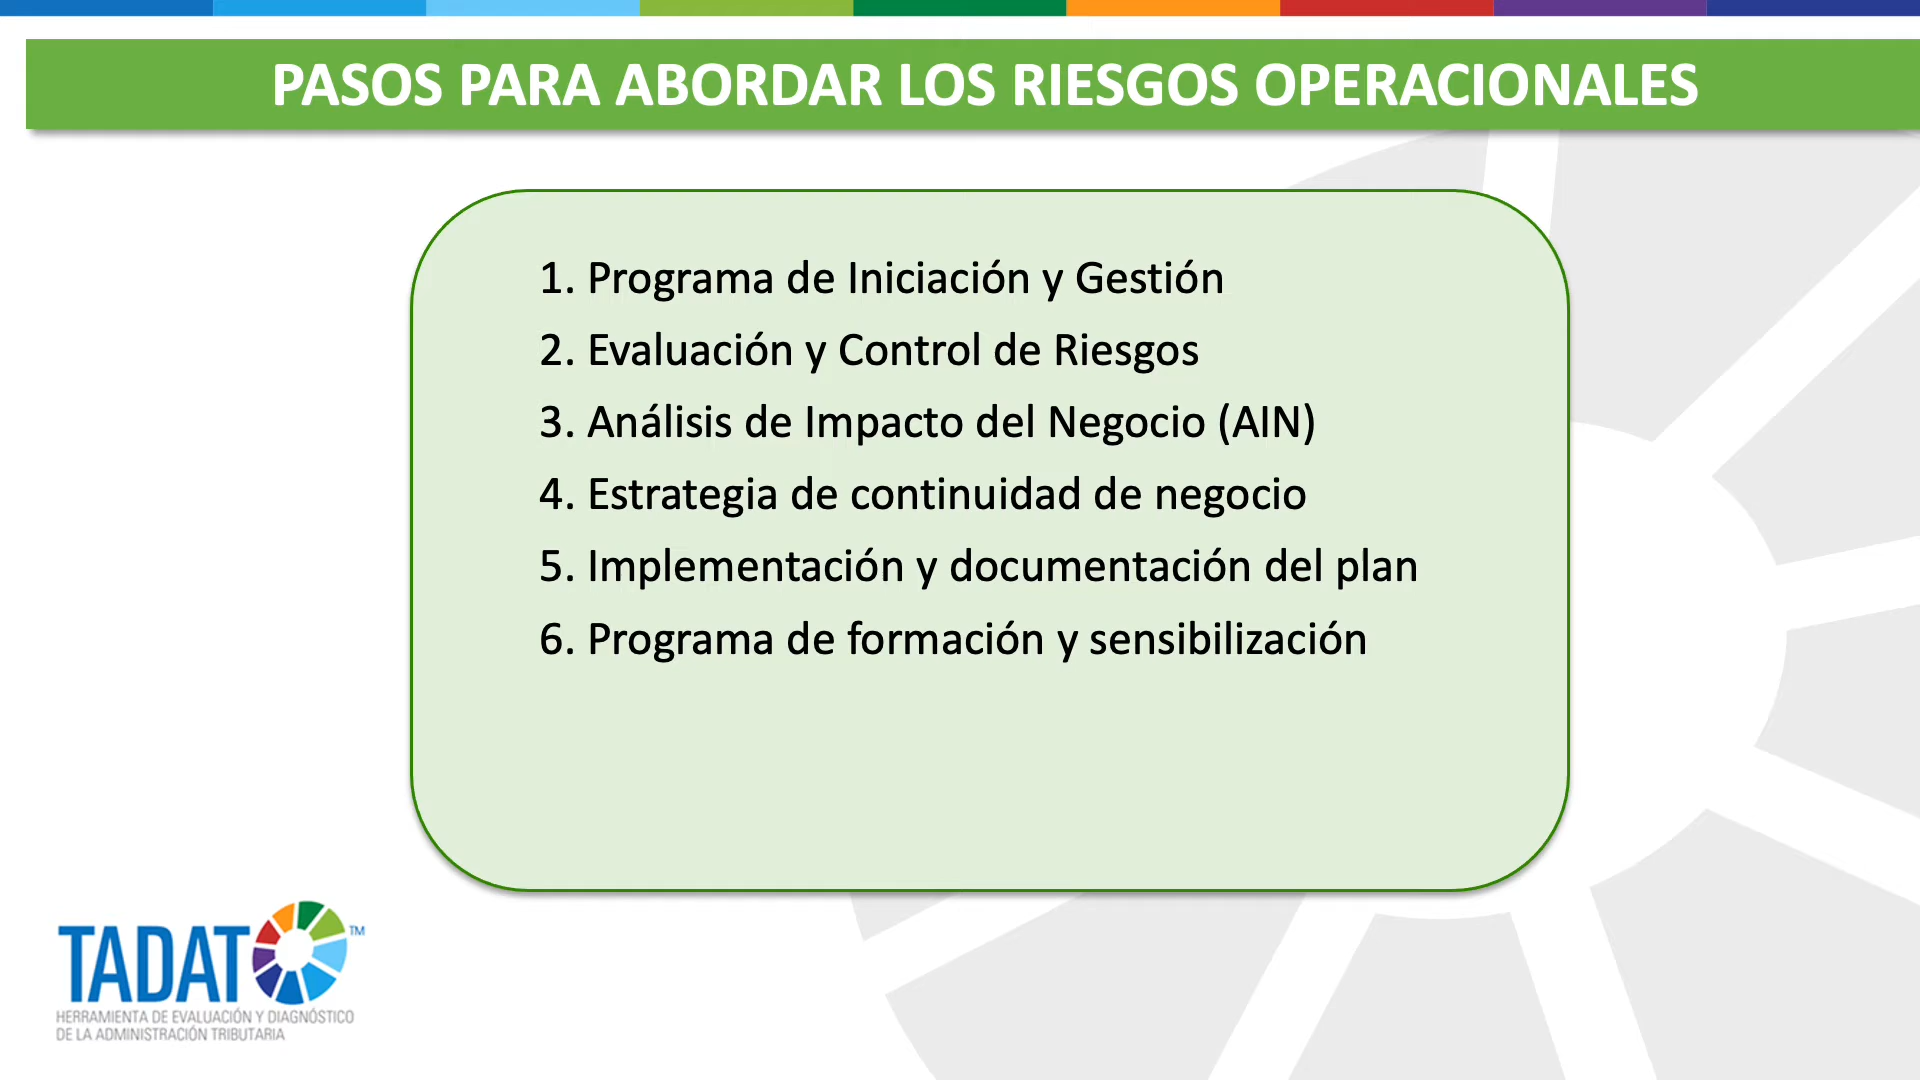 PASOS PARA ABORDAR LOS RIESGOS OPERACIONALES
1. Programa de Iniciación y Gestión
2. Evaluación y Control de Riesgos
3. Análisis de Impacto del Negocio (AIN)
4. Estrategia de continuidad de negocio
5. Implementación y documentación del plan
6. Programa de formación y sensibilización
TADAT™
HERRAMIENTA DE EVALUACIÓN Y DIAGNÓSTICO
DE LA ADMINISTRACIÓN TRIBUTARIA